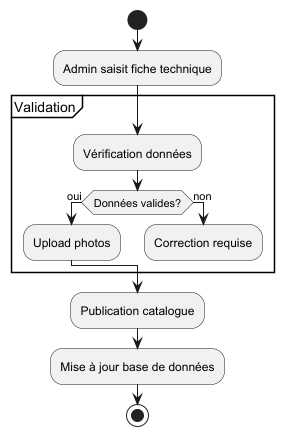 Admin saisit fiche technique
Validation
Vérification données
oui
Données valides?
non
Upload photos
Correction requise
Publication catalogue
Mise à jour base de données